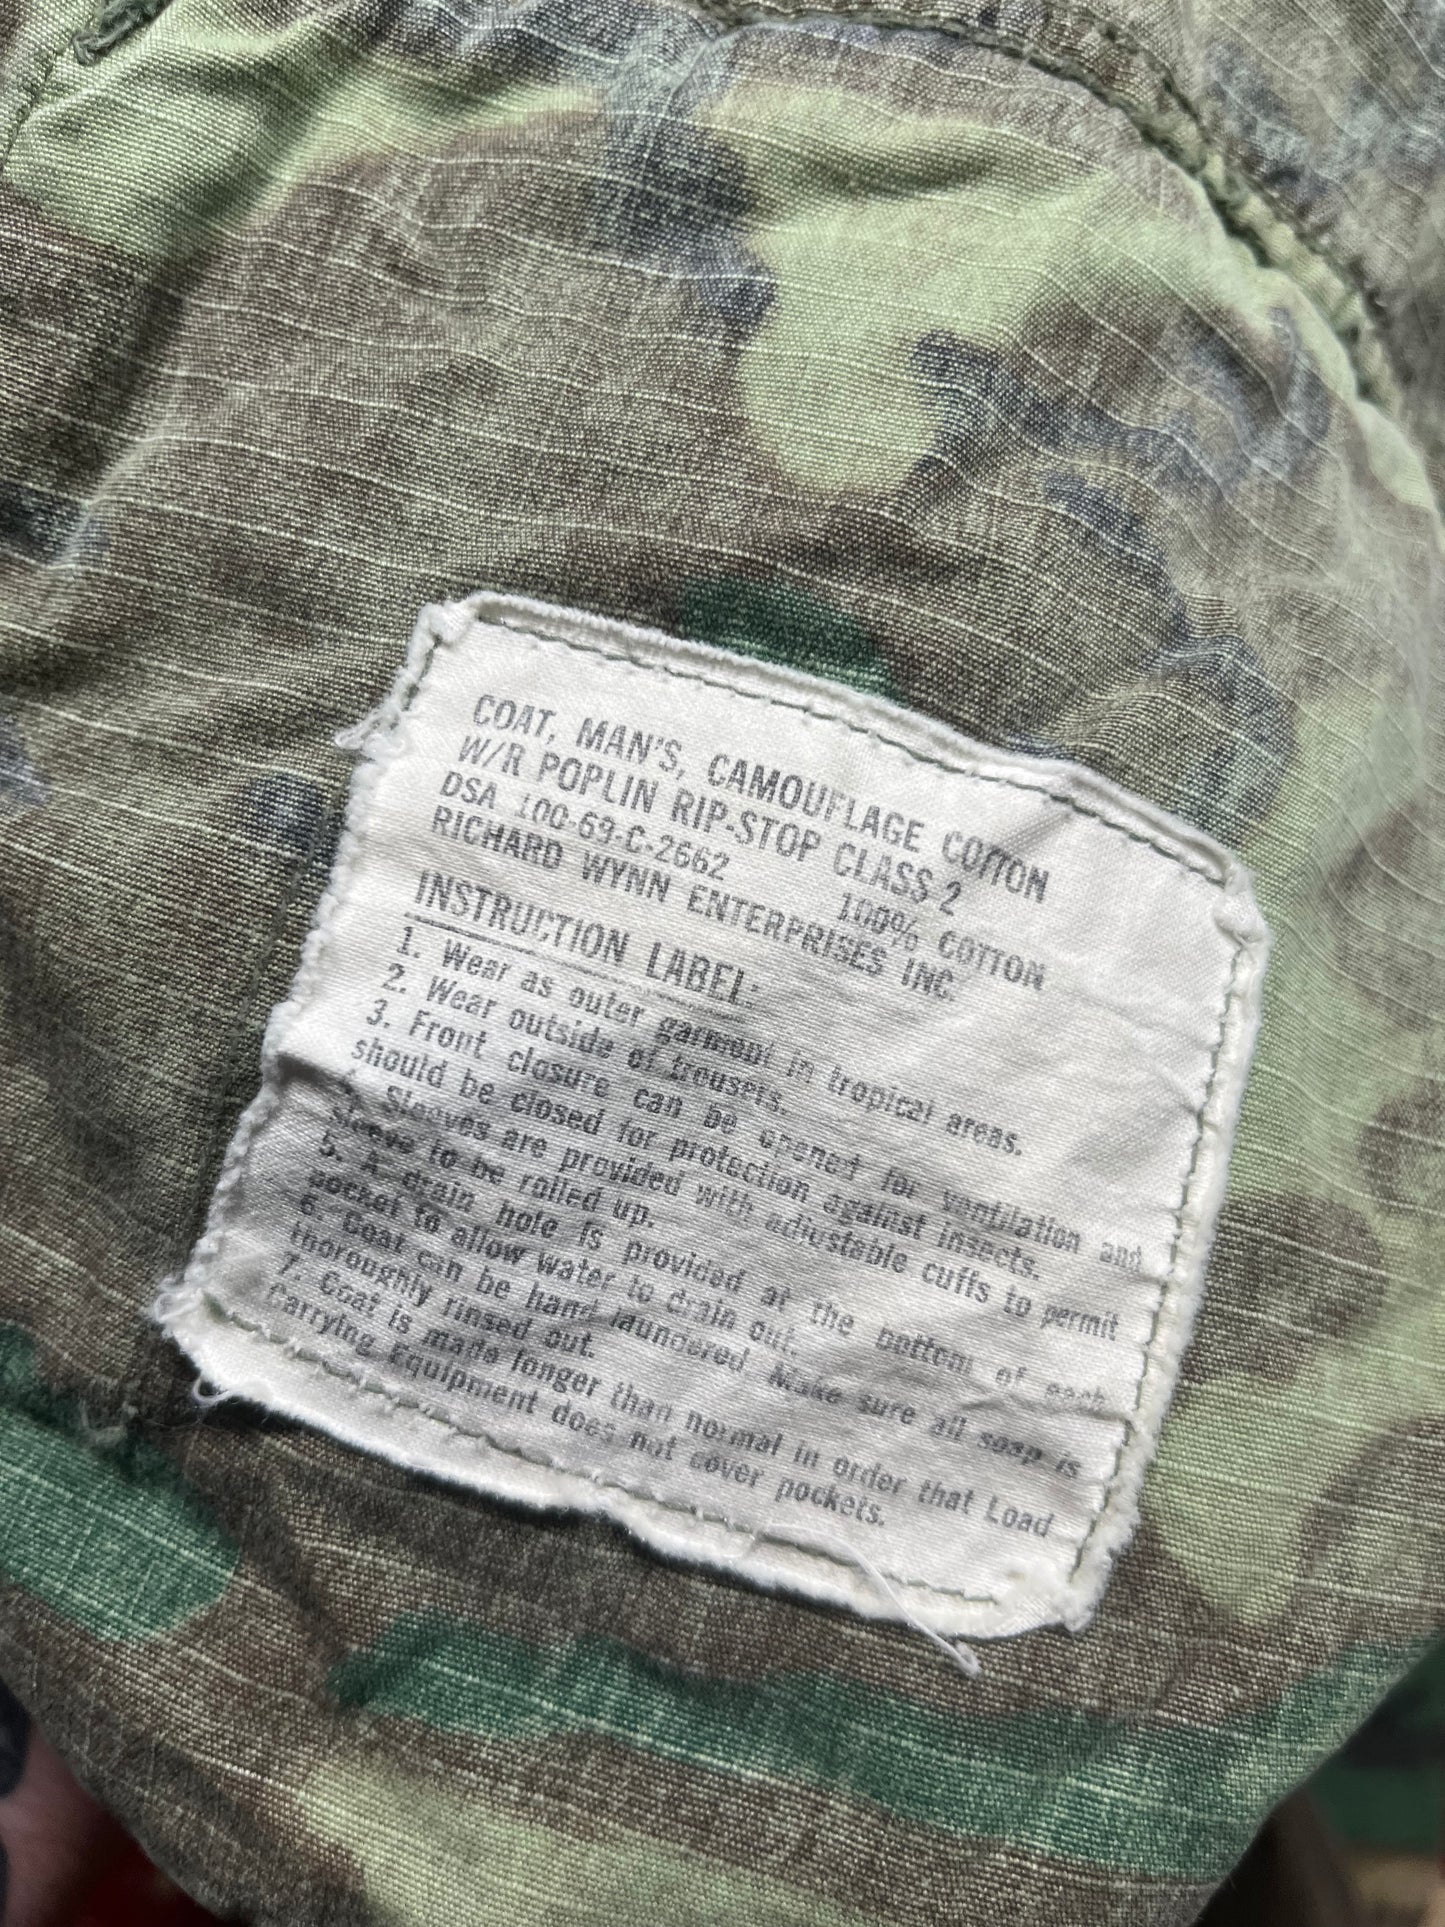 COAT, MAN'S, CAMOUFLAGE COTTON
W/R POPLIN RIP-STOP CLASS 2
DSA 100-69-C-2662 100% COTTON
RICHARD WYNN ENTERPRISES INC.
INSTRUCTION LABEL:
1. Wear as outer garment in tropical areas.
2. Wear outside of trousers.
3. Front closure can be opened for ventilation and
should be closed for protection against insects.
4. Sleeves are provided with adjustable cuffs to permit
sleeve to be rolled up.
5. A drain hole is provided at the bottom of each
pocket to allow water to drain out.
6. Coat can be hand laundered. Make sure all soap is
thoroughly rinsed out.
7. Coat is made longer than normal in order that Load
Carrying Equipment does not cover pockets.